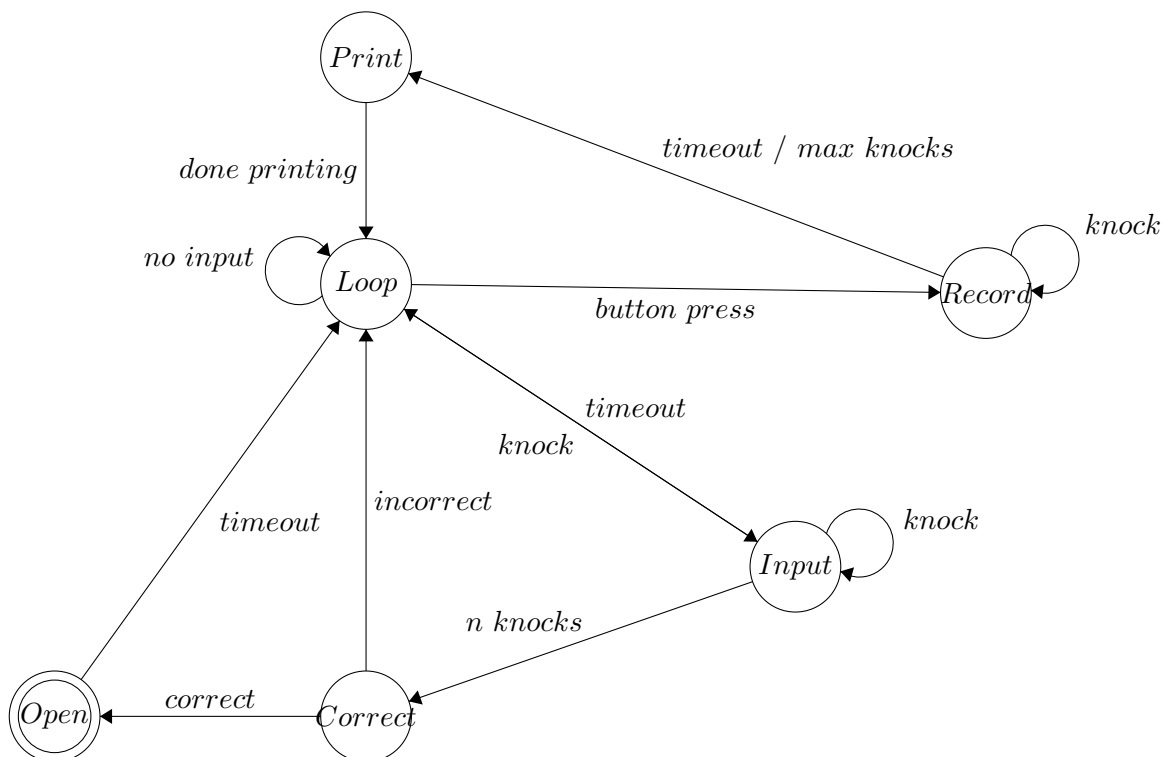 Print
timeout / max knocks
done printing
knock
no input
Loop
button press
Record
timeout
knock
incorrect
timeout
knock
Input
n knocks
correct
Open
Correct